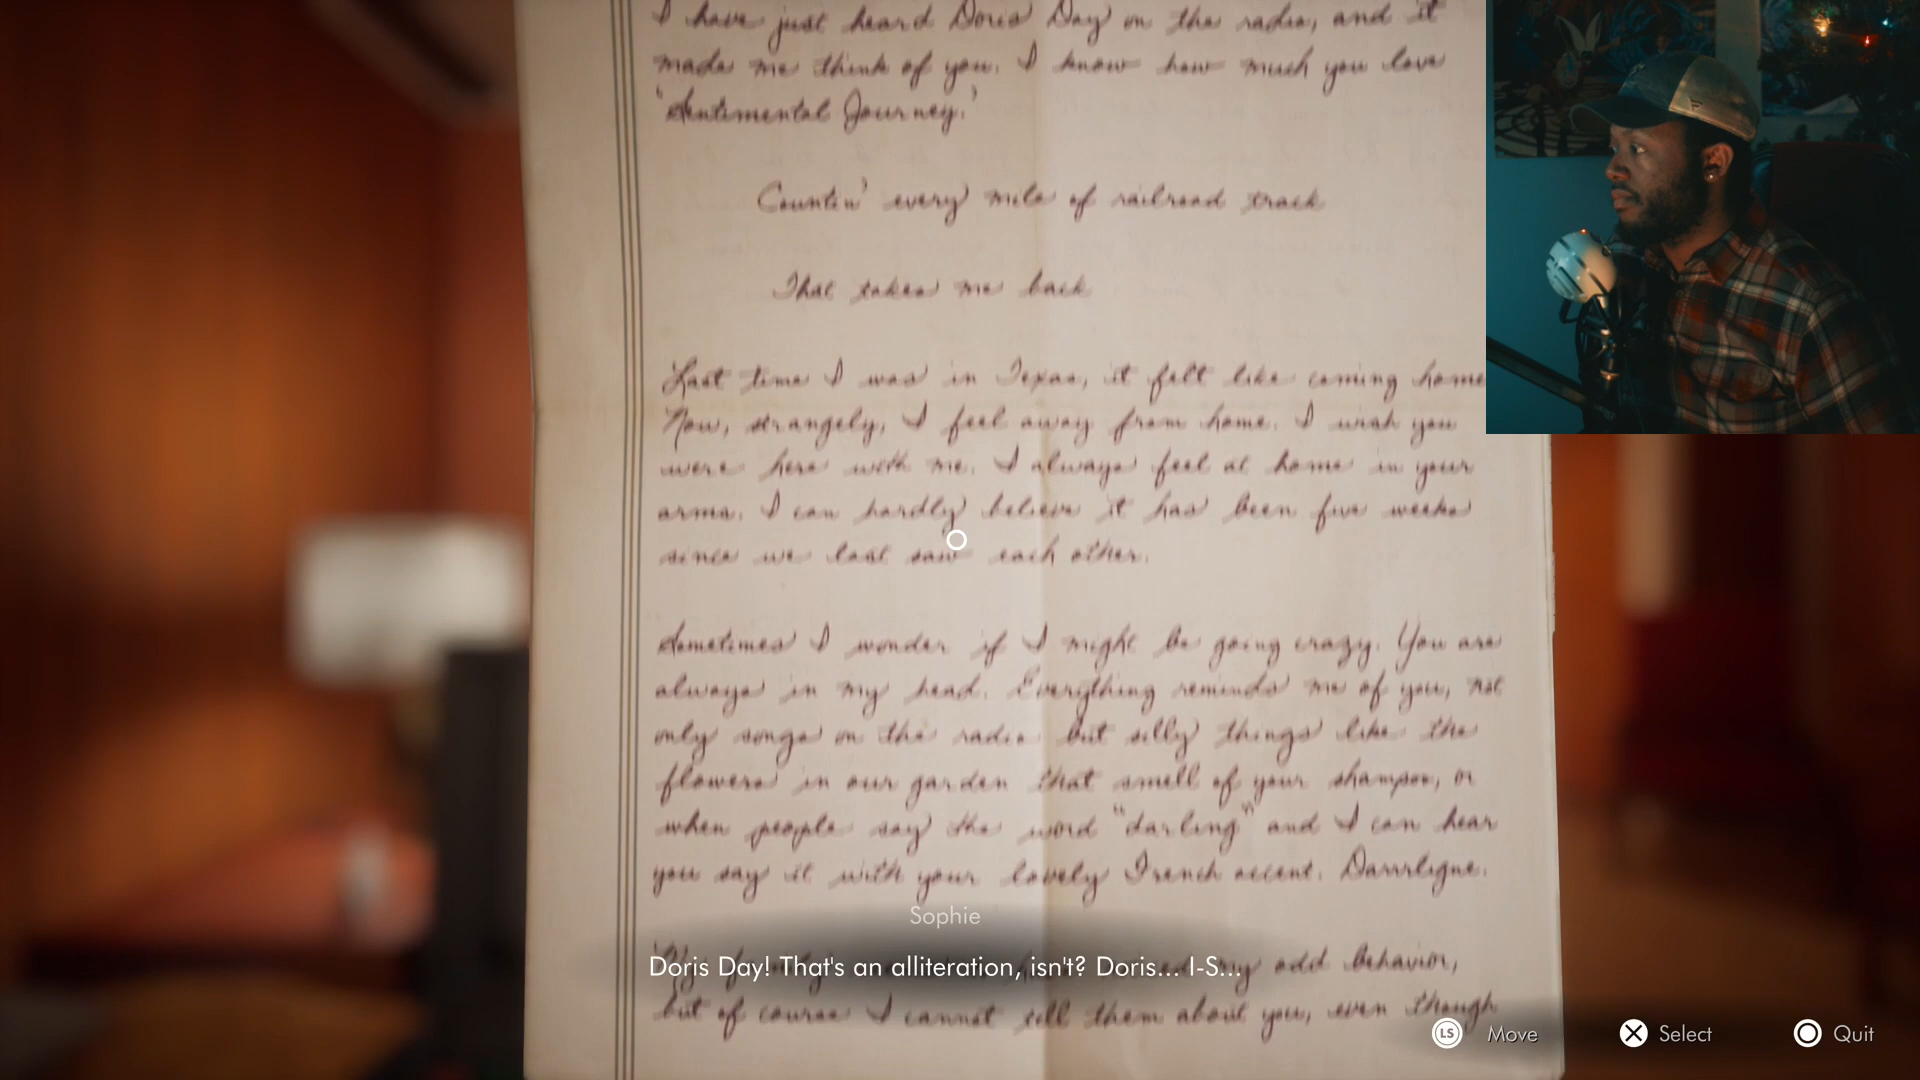 I have just heard Doris Day on the radio, and it
made me think of you. I know how much you love
'Sentimental Journey.'
Countin' every mile of railroad track
That takes me back
Last time I was in Texas, it felt like coming home
Now, strangely, I feel away from home. I wish you
were here with me. I always feel at home in your
arms. I can hardly believe it has been five weeks
since we last saw each other.
Sometimes I wonder if I might be going crazy. You are
always in my head. Everything reminds me of you, not
only songs on the radio but silly things like the
flowers in our garden that smell of your shampoo, or
when people say the word "darling" and I can hear
you say it with your lovely French accent. Darrrligne.
Sophie
my odd behavior,
Doris Day! That's an alliteration, isn't? Doris... I-S...
but of course I cannot tell them about you, even though
LS Move
Select
Quit